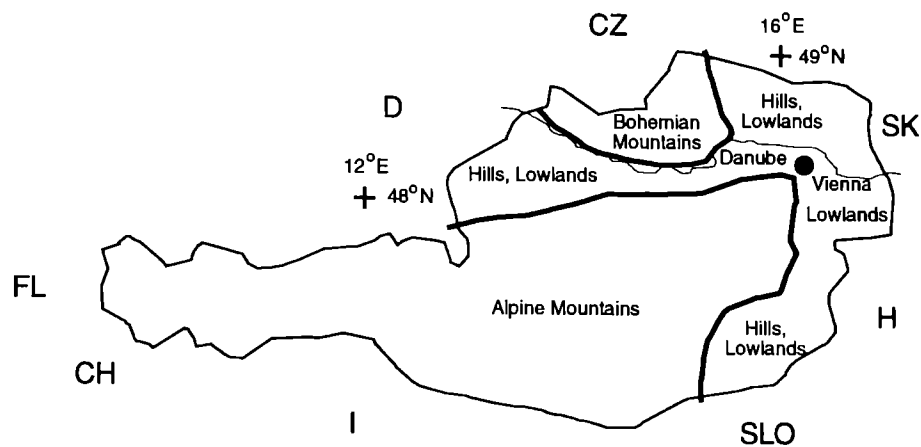 CZ
16°E
49°N
D
Hills,
Lowlands
SK
Bohemian
Mountains
Danube
12°E
48°N
Hills, Lowlands
Vienna
Lowlands
FL
Alpine Mountains
H
Hills,
Lowlands
CH
I
SLO